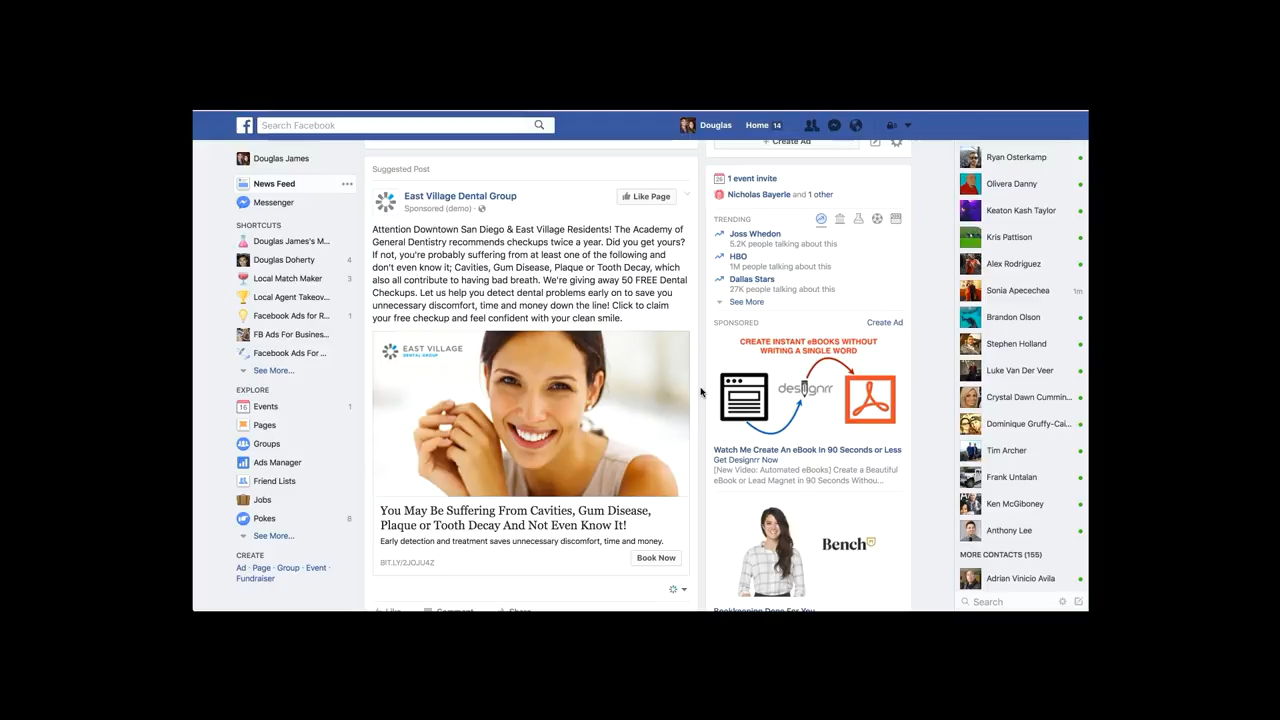 Search Facebook
Douglas
Home 14
Douglas James
News Feed
Messenger
SHORTCUTS
Douglas James's M...
Douglas Doherty 4
Local Match Maker 3
Local Agent Takeov...
Facebook Ads for R... 1
FB Ads For Busines...
Facebook Ads For ...
See More...
EXPLORE
16 Events 1
Pages
Groups
Ads Manager
Friend Lists
Jobs
Pokes 8
See More...
CREATE
Ad · Page · Group · Event ·
Fundraiser
Suggested Post
East Village Dental Group
Sponsored (demo) ·
Like Page
Attention Downtown San Diego & East Village Residents! The Academy of
General Dentistry recommends checkups twice a year. Did you get yours?
If not, you're probably suffering from at least one of the following and
don't even know it; Cavities, Gum Disease, Plaque or Tooth Decay, which
also all contribute to having bad breath. We're giving away 50 FREE Dental
Checkups. Let us help you detect dental problems early on to save you
unnecessary discomfort, time and money down the line! Click to claim
your free checkup and feel confident with your clean smile.
EAST VILLAGE
DENTAL GROUP
You May Be Suffering From Cavities, Gum Disease,
Plaque or Tooth Decay And Not Even Know It!
Early detection and treatment saves unnecessary discomfort, time and money.
BIT.LY/2JOJU4Z
Book Now
Like Comment Share
+ Create Ad
1 event invite
Nicholas Bayerle and 1 other
TRENDING
Joss Whedon
5.2K people talking about this
HBO
1M people talking about this
Dallas Stars
27K people talking about this
See More
SPONSORED Create Ad
CREATE INSTANT eBOOKS WITHOUT
WRITING A SINGLE WORD
designrr
Watch Me Create An eBook In 90 Seconds or Less
Get Designrr Now
[New Video: Automated eBooks] Create a Beautiful
eBook or Lead Magnet in 90 Seconds Withou...
Bench
Bookkeeping Done For You
Ryan Osterkamp
Olivera Danny
Keaton Kash Taylor
Kris Pattison
Alex Rodriguez
Sonia Apecechea 1m
Brandon Olson
Stephen Holland
Luke Van Der Veer
Crystal Dawn Cummin...
Dominique Gruffy-Cai...
Tim Archer
Frank Untalan
Ken McGiboney
Anthony Lee
MORE CONTACTS (155)
Adrian Vinicio Avila
Search